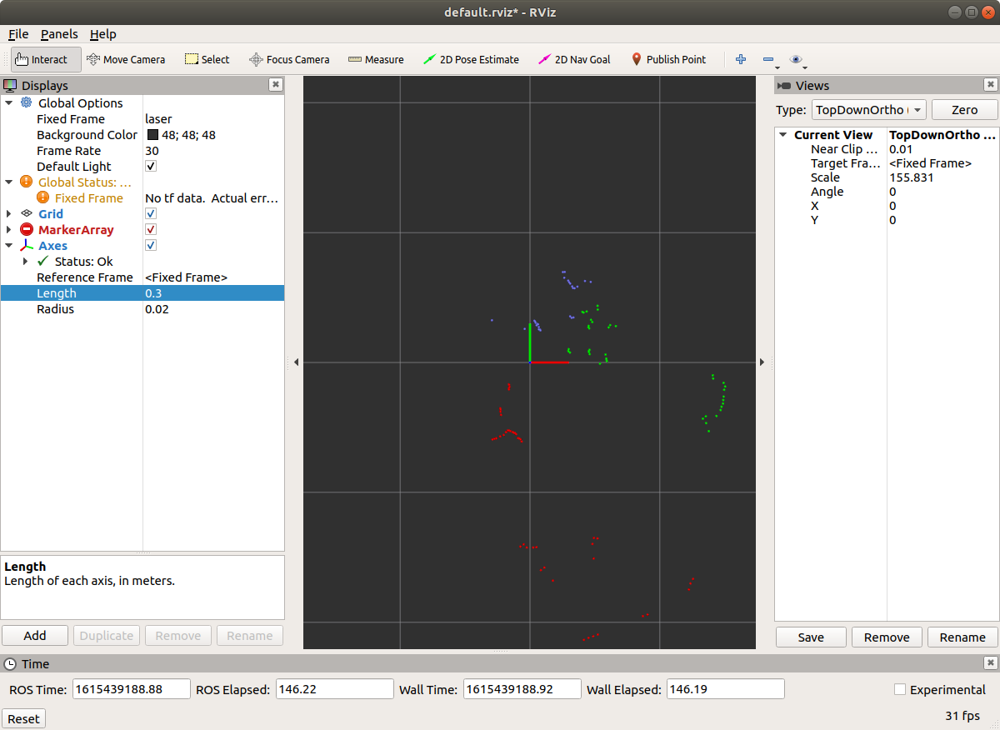 default.rviz* - RViz
File Panels Help
Interact Move Camera Select Focus Camera Measure 2D Pose Estimate 2D Nav Goal Publish Point
Displays
Global Options
Fixed Frame laser
Background Color 48; 48; 48
Frame Rate 30
Default Light
Global Status: ...
Fixed Frame No tf data.  Actual err...
Grid
MarkerArray
Axes
Status: Ok
Reference Frame <Fixed Frame>
Length 0.3
Radius 0.02
Length
Length of each axis, in meters.
Add Duplicate Remove Rename
Views
Type: TopDownOrtho ( Zero
Current View TopDownOrtho ...
Near Clip ... 0.01
Target Fra... <Fixed Frame>
Scale 155.831
Angle 0
X 0
Y 0
Save Remove Rename
Time
ROS Time: 1615439188.88 ROS Elapsed: 146.22 Wall Time: 1615439188.92 Wall Elapsed: 146.19 Experimental
Reset 31 fps